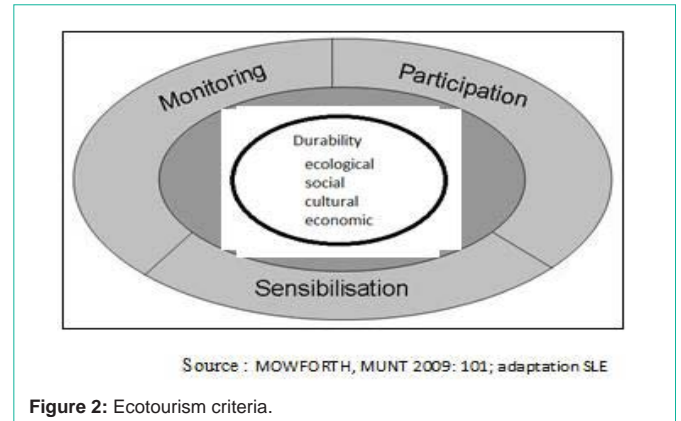 Monitoring
Participation
Durability
ecological
social
cultural
economic
Sensibilisation
Source : MOWFORTH, MUNT 2009: 101; adaptation SLE
Figure 2: Ecotourism criteria.